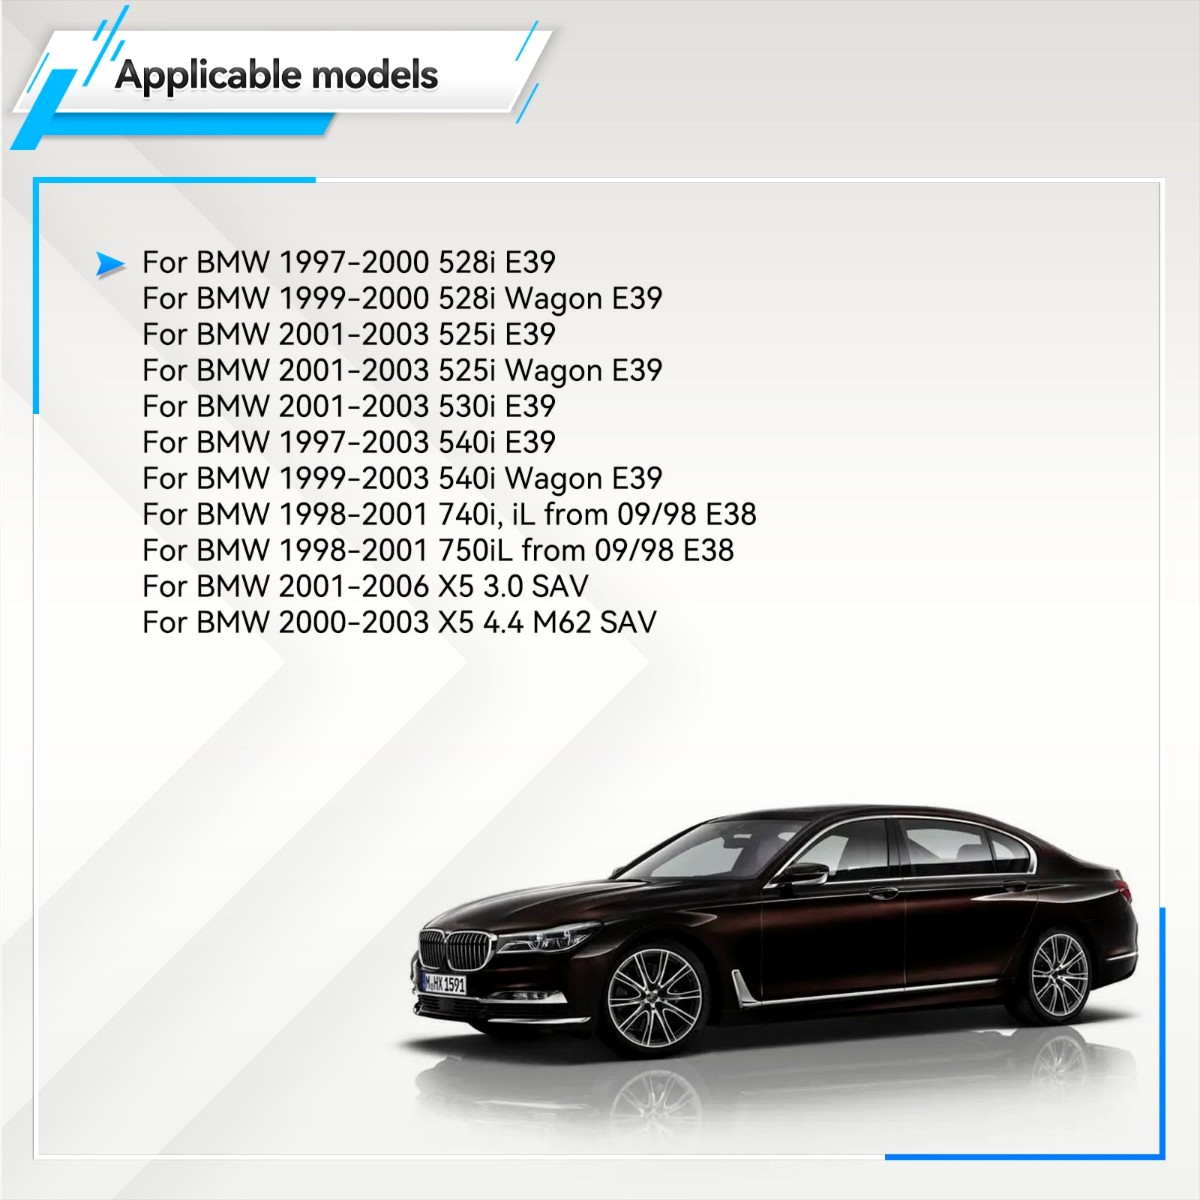 Applicable models
For BMW 1997-2000 528i E39
For BMW 1999-2000 528i Wagon E39
For BMW 2001-2003 525i E39
For BMW 2001-2003 525i Wagon E39
For BMW 2001-2003 530i E39
For BMW 1997-2003 540i E39
For BMW 1999-2003 540i Wagon E39
For BMW 1998-2001 740i, iL from 09/98 E38
For BMW 1998-2001 750iL from 09/98 E38
For BMW 2001-2006 X5 3.0 SAV
For BMW 2000-2003 X5 4.4 M62 SAV
M HX 1591